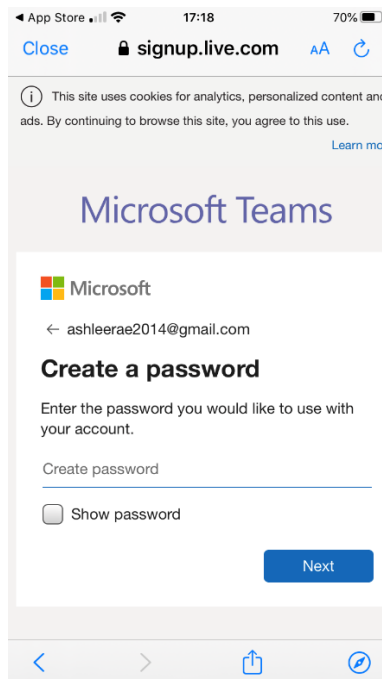 App Store 17:18 70%
Close signup.live.com AA
This site uses cookies for analytics, personalized content and
ads. By continuing to browse this site, you agree to this use.
Learn mo
Microsoft Teams
Microsoft
ashleerae2014@gmail.com
Create a password
Enter the password you would like to use with
your account.
Create password
Show password
Next